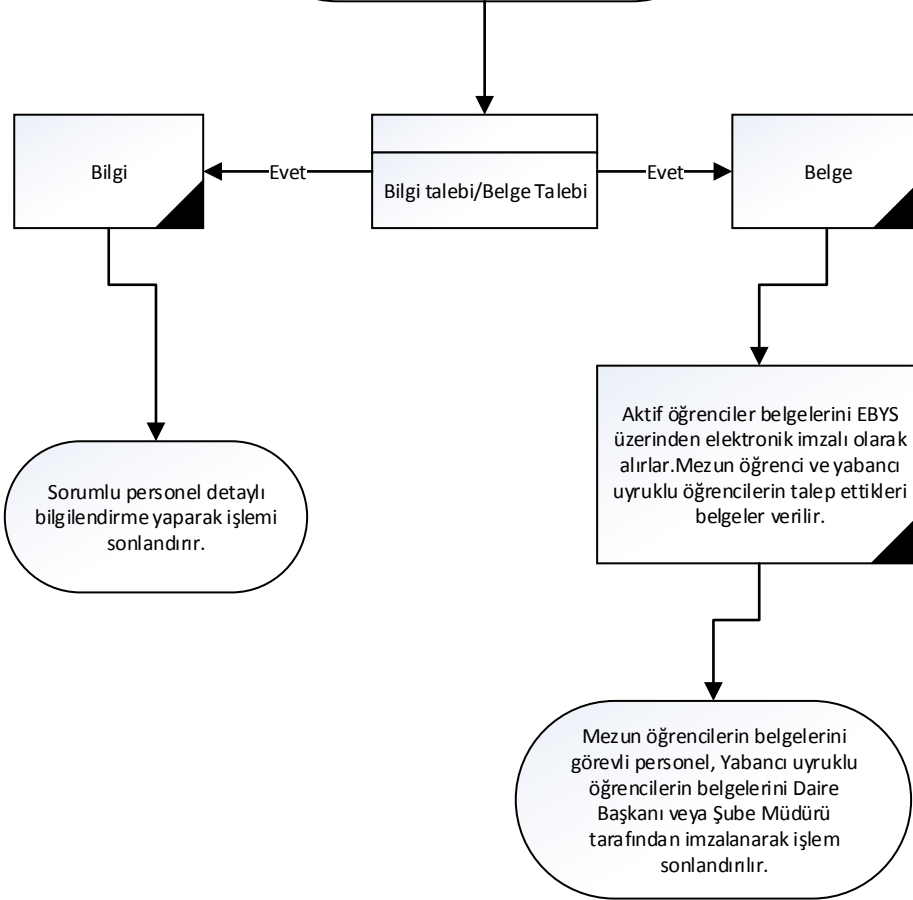 Bilgi
Evet
Bilgi talebi/Belge Talebi
Evet
Belge
Aktif öğrenciler belgelerini EBYS
üzerinden elektronik imzalı olarak
alırlar.Mezun öğrenci ve yabancı
uyruklu öğrencilerin talep ettikleri
belgeler verilir.
Sorumlu personel detaylı
bilgilendirme yaparak işlemi
sonlandırır.
Mezun öğrencilerin belgelerini
görevli personel, Yabancı uyruklu
öğrencilerin belgelerini Daire
Başkanı veya Şube Müdürü
tarafından imzalanarak işlem
sonlandırılır.